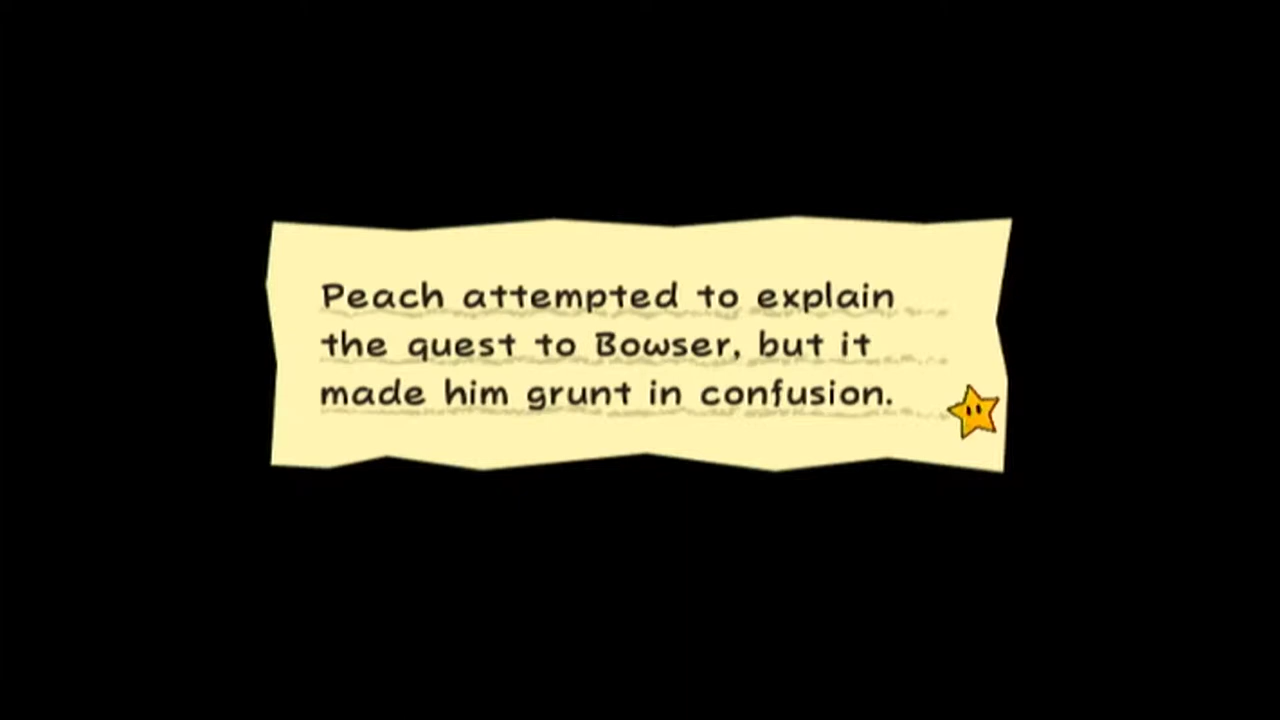 Peach attempted to explain
the quest to Bowser, but it
made him grunt in confusion.